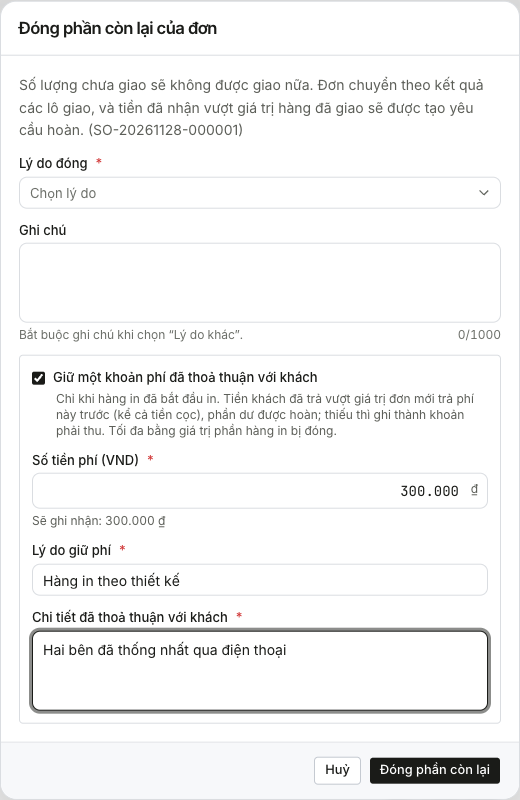 Đóng phần còn lại của đơn
Số lượng chưa giao sẽ không được giao nữa. Đơn chuyển theo kết quả
các lô giao, và tiền đã nhận vượt giá trị hàng đã giao sẽ được tạo yêu
cầu hoàn. (SO-20261128-000001)
Lý do đóng *
Chọn lý do
Ghi chú
Bắt buộc ghi chú khi chọn “Lý do khác”. 0/1000
Giữ một khoản phí đã thoả thuận với khách
Chỉ khi hàng in đã bắt đầu in. Tiền khách đã trả vượt giá trị đơn mới trả phí
này trước (kể cả tiền cọc), phần dư được hoàn; thiếu thì ghi thành khoản
phải thu. Tối đa bằng giá trị phần hàng in bị đóng.
Số tiền phí (VND) *
300.000 ₫
Sẽ ghi nhận: 300.000 ₫
Lý do giữ phí *
Hàng in theo thiết kế
Chi tiết đã thoả thuận với khách *
Hai bên đã thống nhất qua điện thoại
Huỷ Đóng phần còn lại